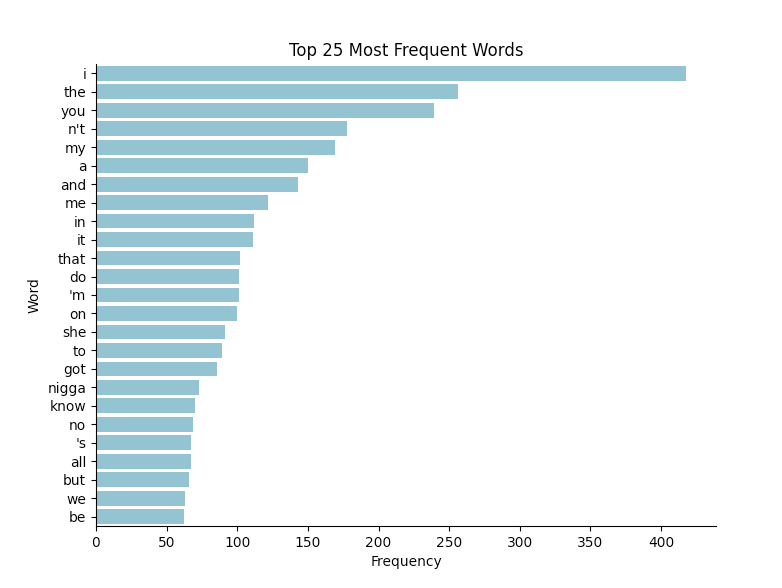 Top 25 Most Frequent Words
i
the
you
n't
my
a
and
me
in
it
that
do
'm
on
she
to
got
nigga
know
no
's
all
but
we
be
Word
0 50 100 150 200 250 300 350 400
Frequency